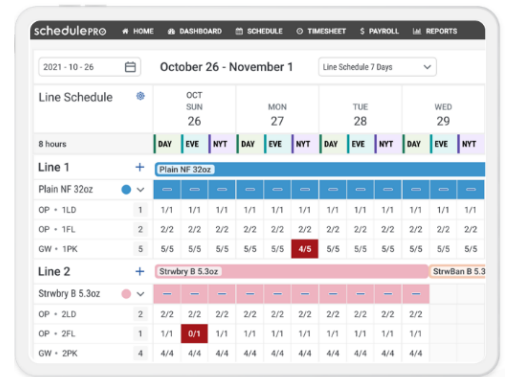 schedulePRO HOME DASHBOARD SCHEDULE TIMESHEET $ PAYROLL REPORTS
2021 - 10 - 26 October 26 - November 1 Line Schedule 7 Days
Line Schedule OCT
SUN MON TUE WED
26 27 28 29
8 hours DAY EVE NYT DAY EVE NYT DAY EVE NYT DAY EVE NYT
Line 1 + Plain NF 32oz
Plain NF 32oz — — — — — — — — — — — —
OP • 1LD 1 1/1 1/1 1/1 1/1 1/1 1/1 1/1 1/1 1/1 1/1 1/1 1/1
OP • 1FL 2 2/2 2/2 2/2 2/2 2/2 2/2 2/2 2/2 2/2 2/2 2/2 2/2
GW • 1PK 5 5/5 5/5 5/5 5/5 5/5 4/5 5/5 5/5 5/5 5/5 5/5 5/5
Line 2 + Strwbry B 5.3oz StrwBan B 5.3
Strwbry B 5.3oz — — — — — — — — — —
OP • 2LD 2 2/2 2/2 2/2 2/2 2/2 2/2 2/2 2/2 2/2 2/2
OP • 2FL 1 1/1 0/1 1/1 1/1 1/1 1/1 1/1 1/1 1/1 1/1
GW • 2PK 4 4/4 4/4 4/4 4/4 4/4 4/4 4/4 4/4 4/4 4/4